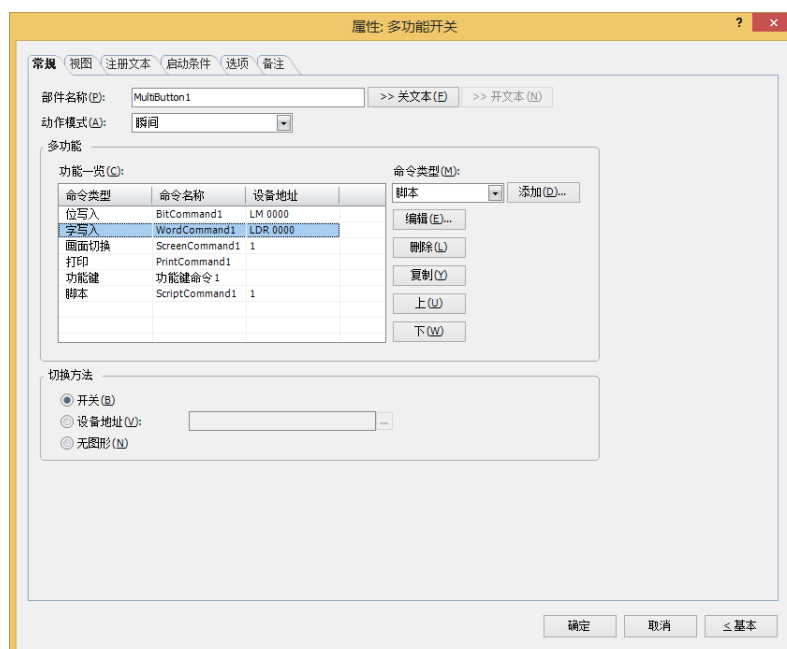 属性: 多功能开关
? ×
常规 视图 注册文本 启动条件 选项 备注
部件名称(P): MultiButton1 >> 关文本(F) >> 开文本(N)
动作模式(A): 瞬间
多功能
功能一览(C): 命令类型(M):
命令类型 命令名称 设备地址 脚本 添加(D)...
位写入 BitCommand1 LM 0000
编辑(E)...
字写入 WordCommand1 LDR 0000
画面切换 ScreenCommand1 1
删除(L)
打印 PrintCommand1
功能键 功能键命令1
复制(Y)
脚本 ScriptCommand1 1
上(U)
下(W)
切换方法
开关(B)
设备地址(V): ...
无图形(N)
确定 取消 ≤基本